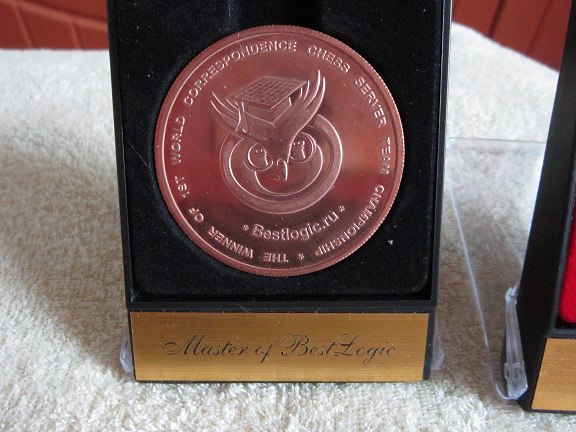 THE WINNER OF 1ST WORLD CORRESPONDENCE CHESS SERVER TEAM CHAMPIONSHIP *
* Bestlogic.ru *
Master of BestLogic